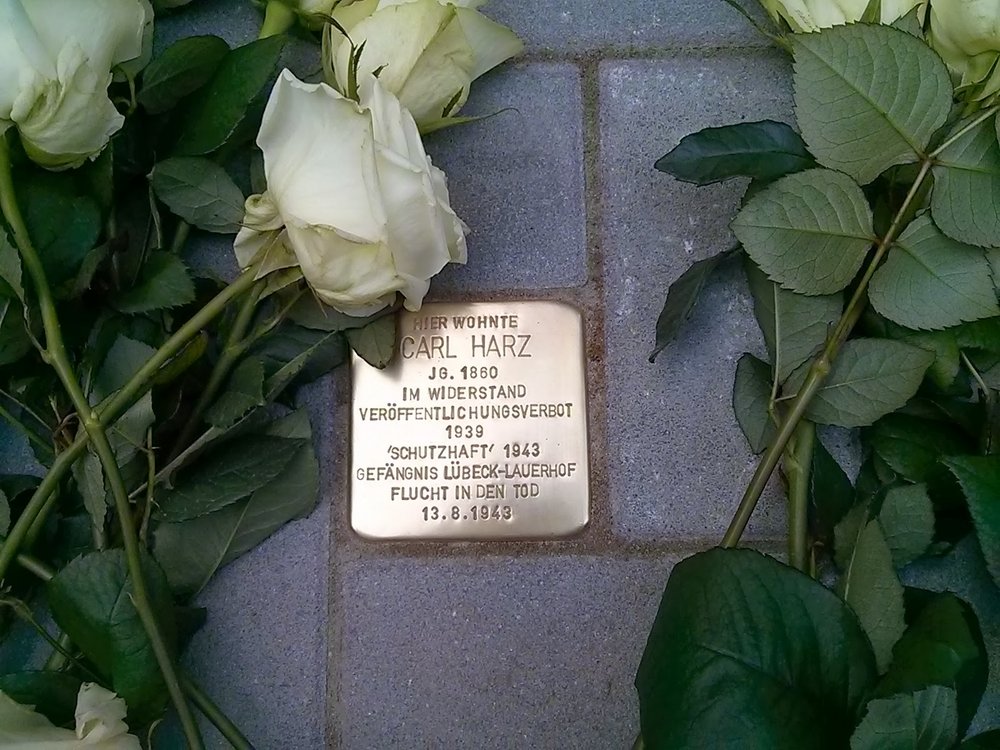 HIER WOHNTE
CARL HARZ
JG. 1860
IM WIDERSTAND
VERÖFFENTLICHUNGSVERBOT
1939
'SCHUTZHAFT' 1943
GEFÄNGNIS LÜBECK-LAUERHOF
FLUCHT IN DEN TOD
13.8.1943